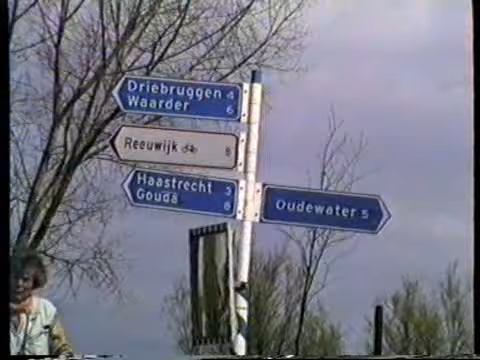 Driebruggen 4
Waarder 6
Reeuwijk 8
Haastrecht 3
Gouda 8
Oudewater 5